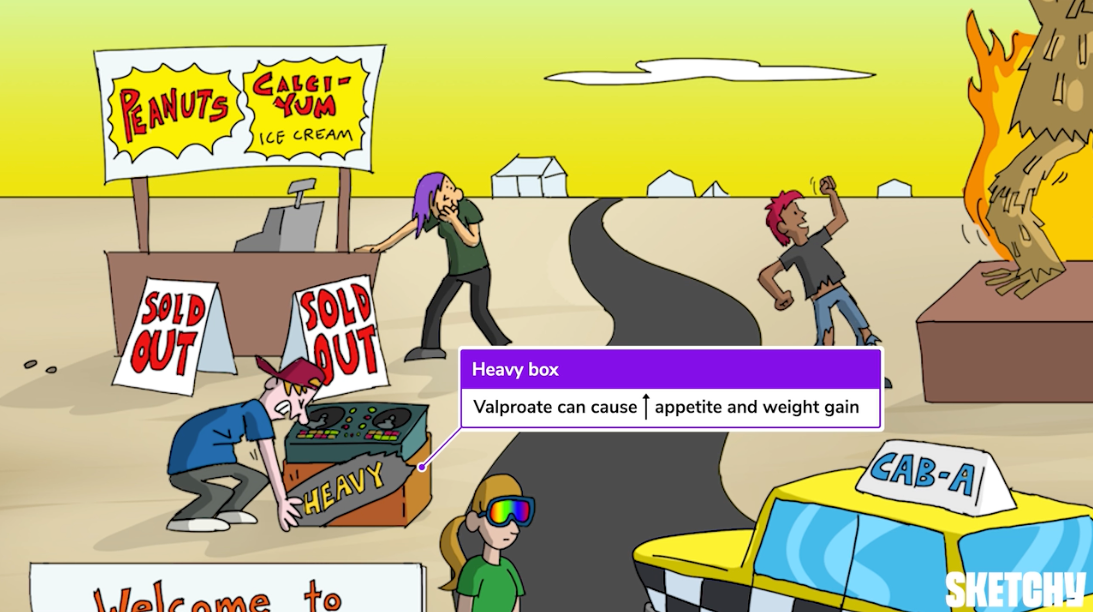 PEANUTS
CALCI-
YUM
ICE CREAM
SOLD
OUT
SOLD
OUT
Heavy box
Valproate can cause ↑ appetite and weight gain
HEAVY
CAB-A
Welcome to
SKETCHY